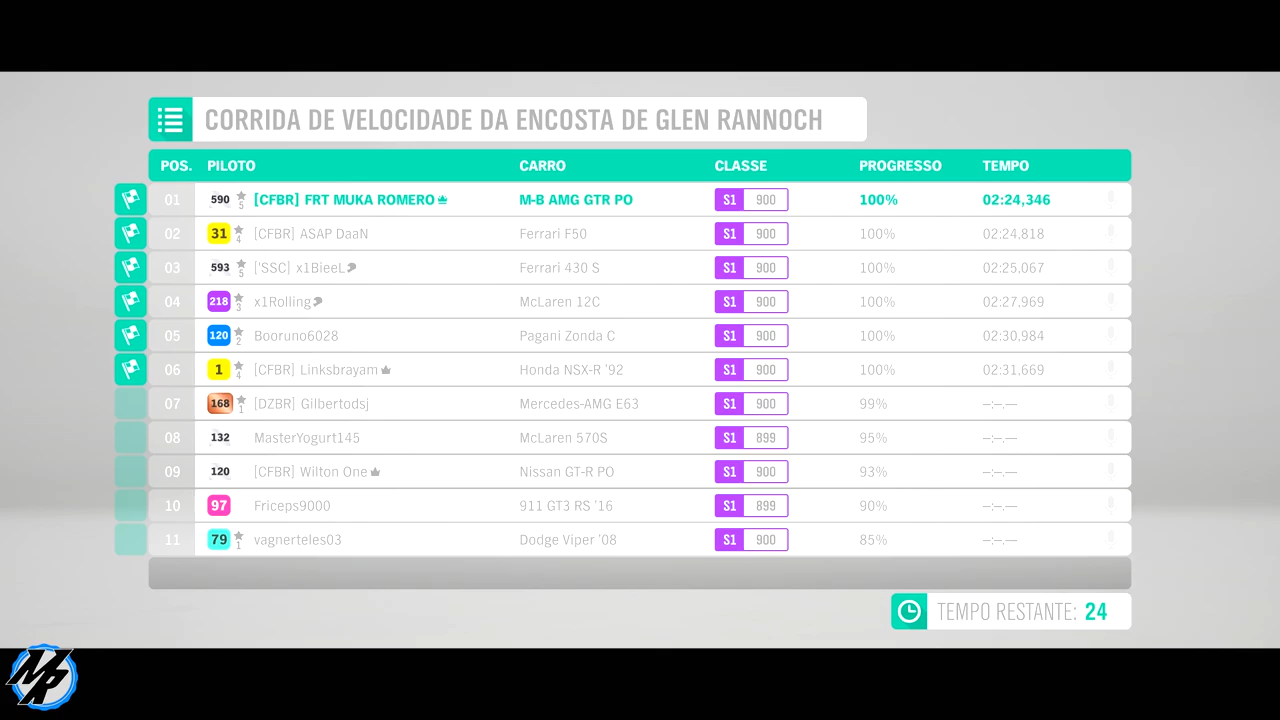 CORRIDA DE VELOCIDADE DA ENCOSTA DE GLEN RANNOCH
POS. PILOTO CARRO CLASSE PROGRESSO TEMPO
01 590 5 [CFBR] FRT MUKA ROMERO M-B AMG GTR PO S1 900 100% 02:24,346
02 31 4 [CFBR] ASAP DaaN Ferrari F50 S1 900 100% 02:24,818
03 593 5 ['SSC] x1BieeL Ferrari 430 S S1 900 100% 02:25,067
04 218 3 x1Rolling McLaren 12C S1 900 100% 02:27,969
05 120 2 Booruno6028 Pagani Zonda C S1 900 100% 02:30,984
06 1 4 [CFBR] Linksbrayam Honda NSX-R '92 S1 900 100% 02:31,669
07 168 1 [DZBR] Gilbertodsj Mercedes-AMG E63 S1 900 99% --:--.---
08 132 MasterYogurt145 McLaren 570S S1 899 95% --:--.---
09 120 [CFBR] Wilton One Nissan GT-R PO S1 900 93% --:--.---
10 97 Friceps9000 911 GT3 RS '16 S1 899 90% --:--.---
11 79 1 vagnerteles03 Dodge Viper '08 S1 900 85% --:--.---
TEMPO RESTANTE: 24